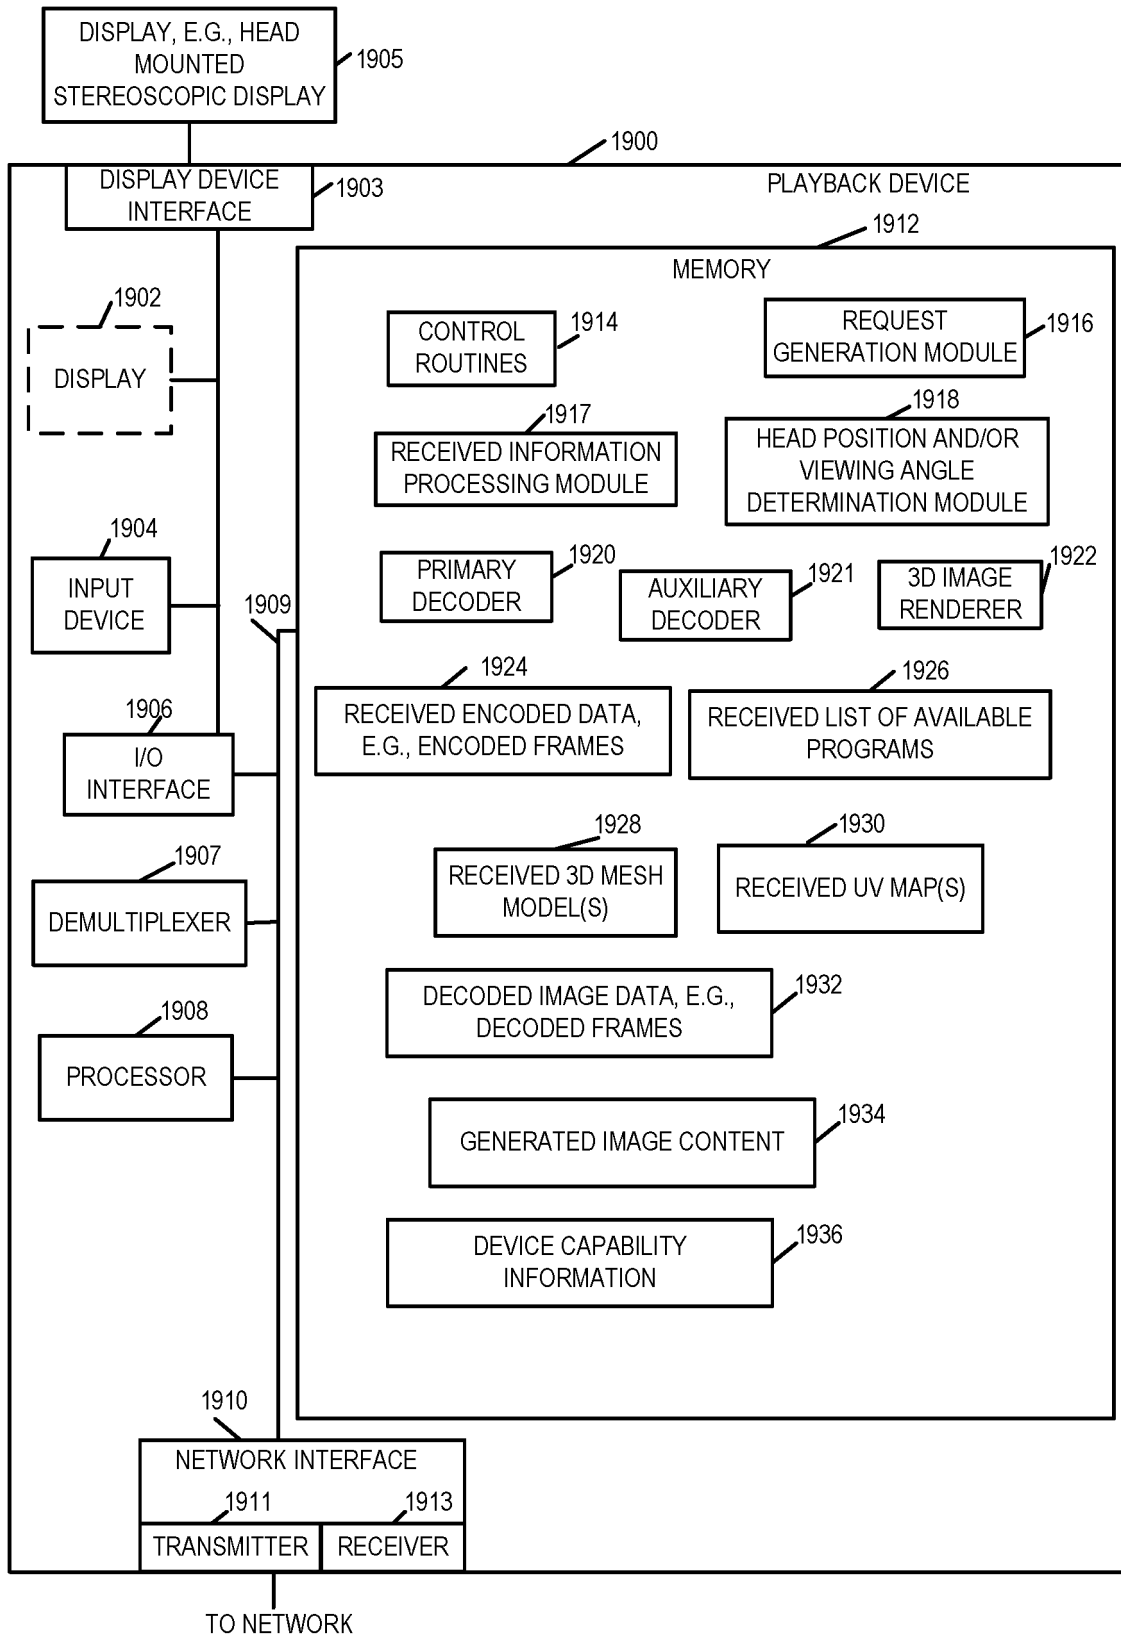 DISPLAY, E.G., HEAD
MOUNTED
STEREOSCOPIC DISPLAY
1905
1900
DISPLAY DEVICE
INTERFACE
1903
PLAYBACK DEVICE
1912
MEMORY
1902
DISPLAY
CONTROL
ROUTINES
1914
REQUEST
GENERATION MODULE
1916
1917
RECEIVED INFORMATION
PROCESSING MODULE
1918
HEAD POSITION AND/OR
VIEWING ANGLE
DETERMINATION MODULE
1904
INPUT
DEVICE
1909
PRIMARY
DECODER
1920
AUXILIARY
DECODER
1921
3D IMAGE
RENDERER
1922
1924
RECEIVED ENCODED DATA,
E.G., ENCODED FRAMES
1926
RECEIVED LIST OF AVAILABLE
PROGRAMS
1906
I/O
INTERFACE
1928
RECEIVED 3D MESH
MODEL(S)
1930
RECEIVED UV MAP(S)
1907
DEMULTIPLEXER
DECODED IMAGE DATA, E.G.,
DECODED FRAMES
1932
1908
PROCESSOR
GENERATED IMAGE CONTENT
1934
DEVICE CAPABILITY
INFORMATION
1936
1910
NETWORK INTERFACE
1911
1913
TRANSMITTER
RECEIVER
TO NETWORK